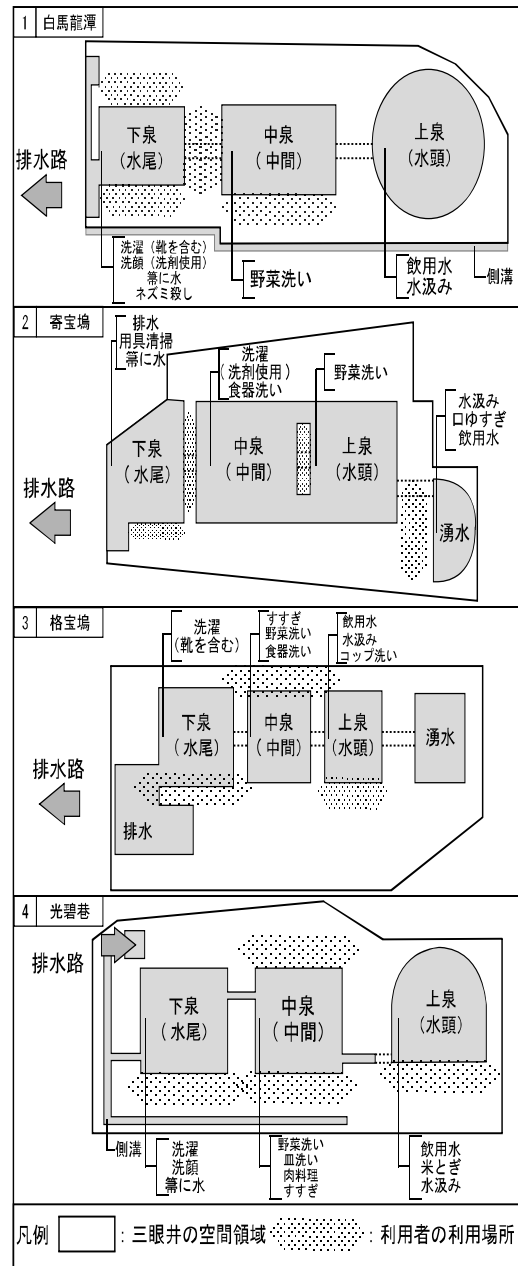 1 白馬龍潭
下泉
(水尾)
中泉
(中間)
上泉
(水頭)
排水路
洗濯(靴を含む)
洗顔(洗剤使用)
箒に水
ネズミ殺し
野菜洗い
飲用水
水汲み
側溝
2 寄宝塢
排水
用具清掃
箒に水
洗濯
(洗剤使用)
食器洗い
野菜洗い
水汲み
口ゆすぎ
飲用水
下泉
(水尾)
中泉
(中間)
上泉
(水頭)
排水路
湧水
3 格宝塢
洗濯
(靴を含む)
すすぎ
野菜洗い
食器洗い
飲用水
水汲み
コップ洗い
下泉
(水尾)
中泉
(中間)
上泉
(水頭)
湧水
排水路
排水
4 光碧巷
排水路
下泉
(水尾)
中泉
(中間)
上泉
(水頭)
側溝
洗濯
洗顔
箒に水
野菜洗い
皿洗い
肉料理
すすぎ
飲用水
米とぎ
水汲み
凡例 :三眼井の空間領域 :利用者の利用場所